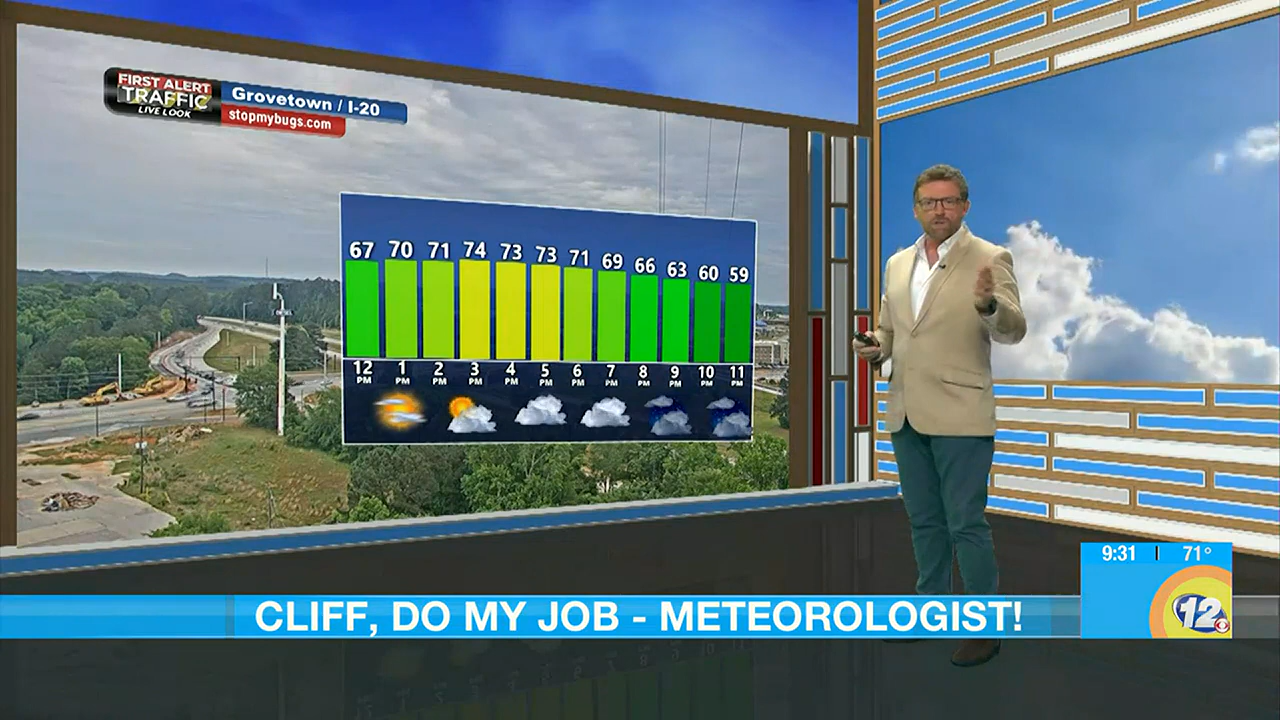 FIRST ALERT
TRAFFIC
LIVE LOOK
Grovetown / I-20
stopmybugs.com
67 70 71 74 73 73 71 69 66 63 60 59
12 1 2 3 4 5 6 7 8 9 10 11
PM PM PM PM PM PM PM PM PM PM PM PM
9:31 | 71°
12
CLIFF, DO MY JOB - METEOROLOGIST!